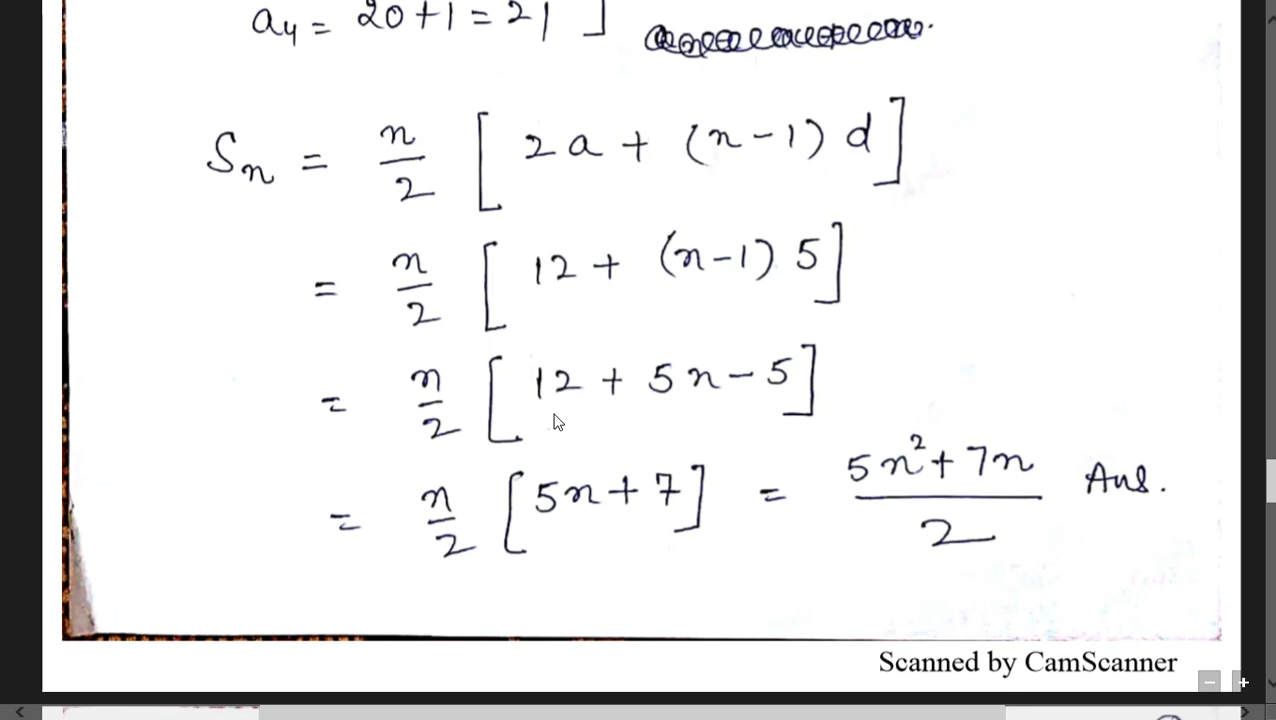 a₄ = 20 + 1 = 21 ]
Sₙ = n/2 [ 2a + (n - 1) d ]
= n/2 [ 12 + (n - 1) 5 ]
= n/2 [ 12 + 5n - 5 ]
= n/2 [ 5n + 7 ] = 5n² + 7n / 2 Ans.
Scanned by CamScanner